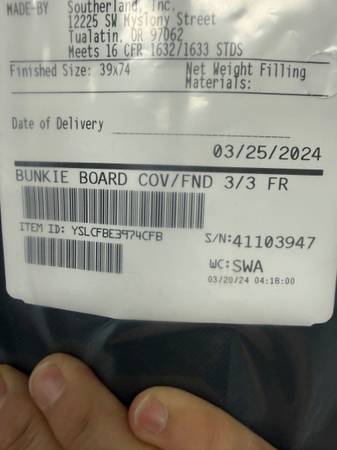 MADE-BY Southerland, Inc.
12225 SW Myslony Street
Tualatin, OR 97062
Meets 16 CFR 1632/1633 STDS
Finished Size: 39x74 Net Weight Filling
Materials:
Date of Delivery
03/25/2024
BUNKIE BOARD COV/FND 3/3 FR
ITEM ID: YSLCFBE3974CFB
S/N:41103947
WC:SWA
03/20/24 04:18:00